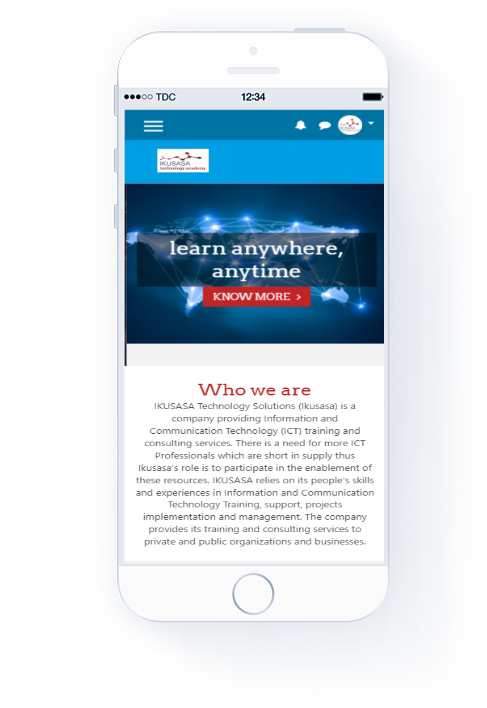 TDC 12:34
IKUSASA
technology academy
learn anywhere,
anytime
KNOW MORE >
Who we are
IKUSASA Technology Solutions (Ikusasa) is a
company providing Information and
Communication Technology (ICT) training and
consulting services. There is a need for more ICT
Professionals which are short in supply thus
Ikusasa's role is to participate in the enablement of
these resources. IKUSASA relies on its people's skills
and experiences in Information and Communication
Technology Training, support, projects
implementation and management. The company
provides its training and consulting services to
private and public organizations and businesses.